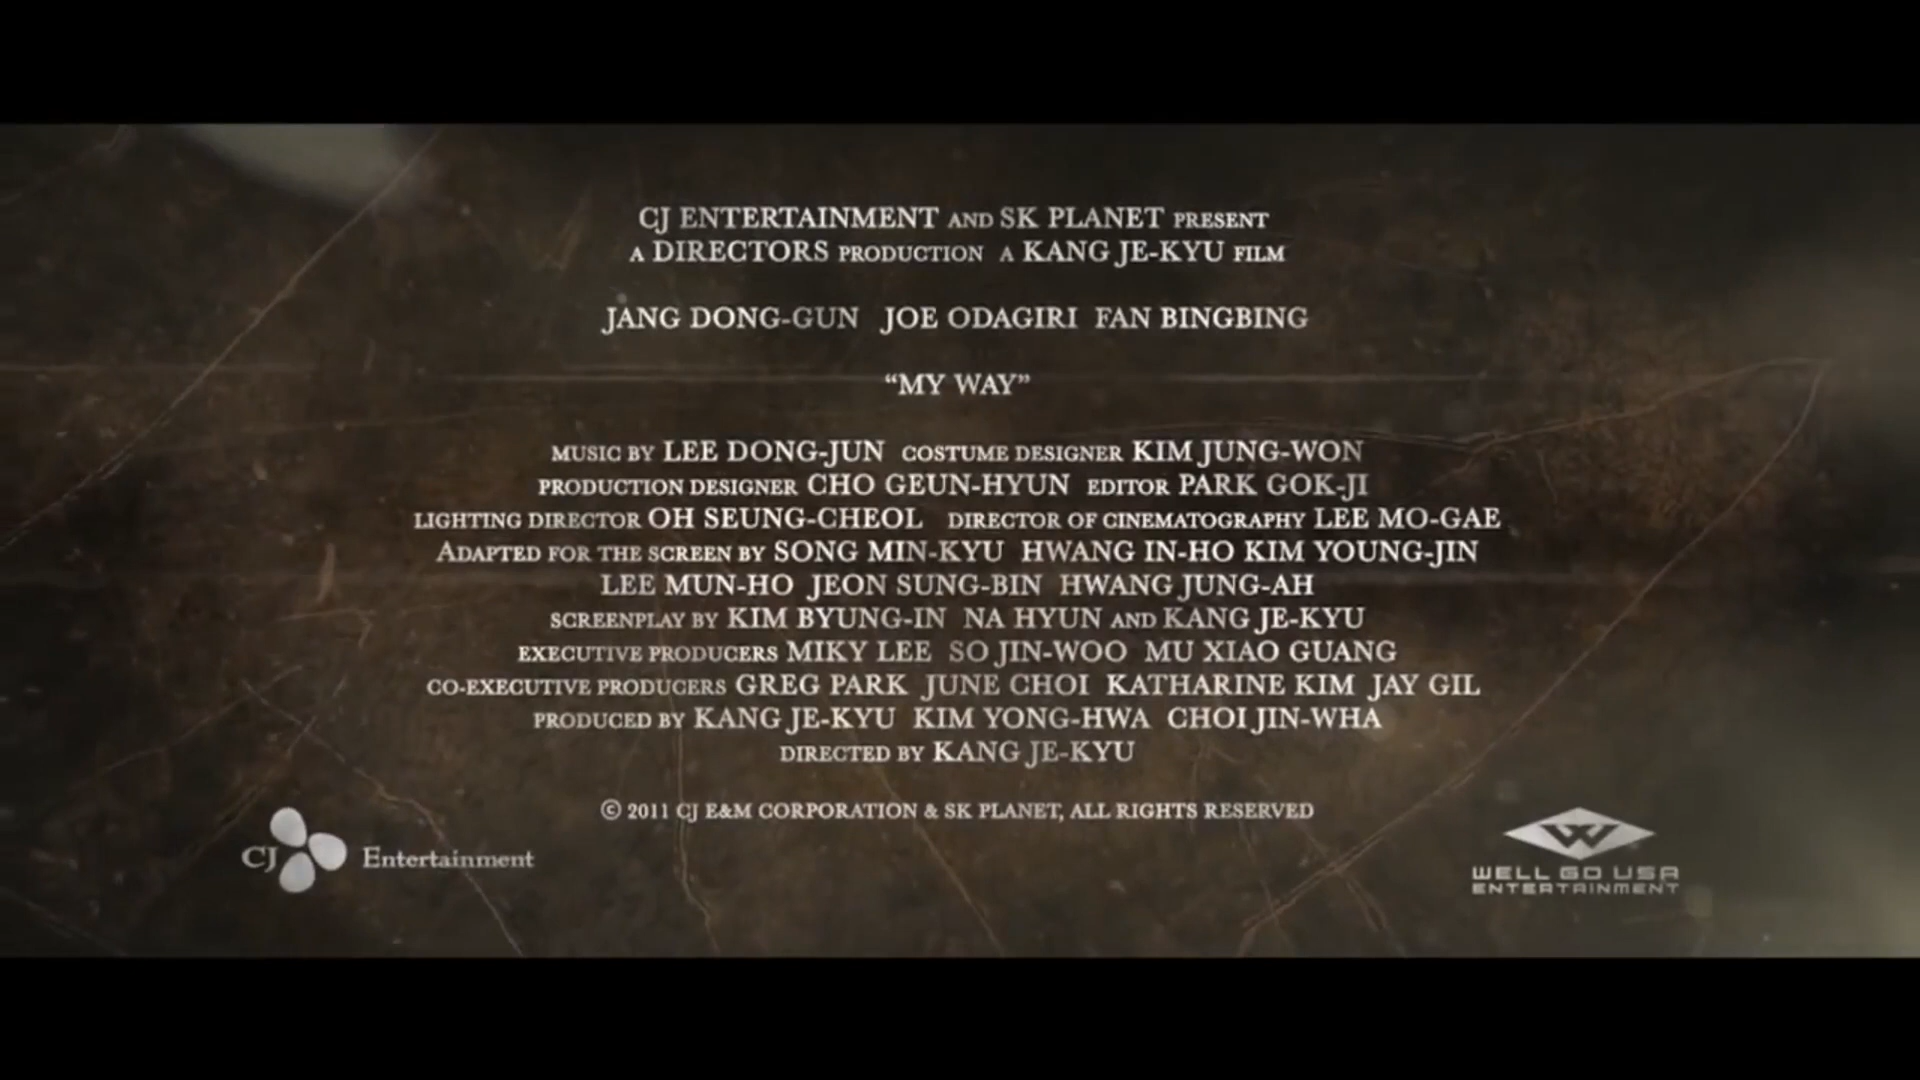 CJ ENTERTAINMENT AND SK PLANET PRESENT
A DIRECTORS PRODUCTION A KANG JE-KYU FILM
JANG DONG-GUN JOE ODAGIRI FAN BINGBING
“MY WAY”
MUSIC BY LEE DONG-JUN COSTUME DESIGNER KIM JUNG-WON
PRODUCTION DESIGNER CHO GEUN-HYUN EDITOR PARK GOK-JI
LIGHTING DIRECTOR OH SEUNG-CHEOL DIRECTOR OF CINEMATOGRAPHY LEE MO-GAE
ADAPTED FOR THE SCREEN BY SONG MIN-KYU HWANG IN-HO KIM YOUNG-JIN
LEE MUN-HO JEON SUNG-BIN HWANG JUNG-AH
SCREENPLAY BY KIM BYUNG-IN NA HYUN AND KANG JE-KYU
EXECUTIVE PRODUCERS MIKY LEE SO JIN-WOO MU XIAO GUANG
CO-EXECUTIVE PRODUCERS GREG PARK JUNE CHOI KATHARINE KIM JAY GIL
PRODUCED BY KANG JE-KYU KIM YONG-HWA CHOI JIN-WHA
DIRECTED BY KANG JE-KYU
© 2011 CJ E&M CORPORATION & SK PLANET, ALL RIGHTS RESERVED
CJ Entertainment
WELL GO USA
ENTERTAINMENT